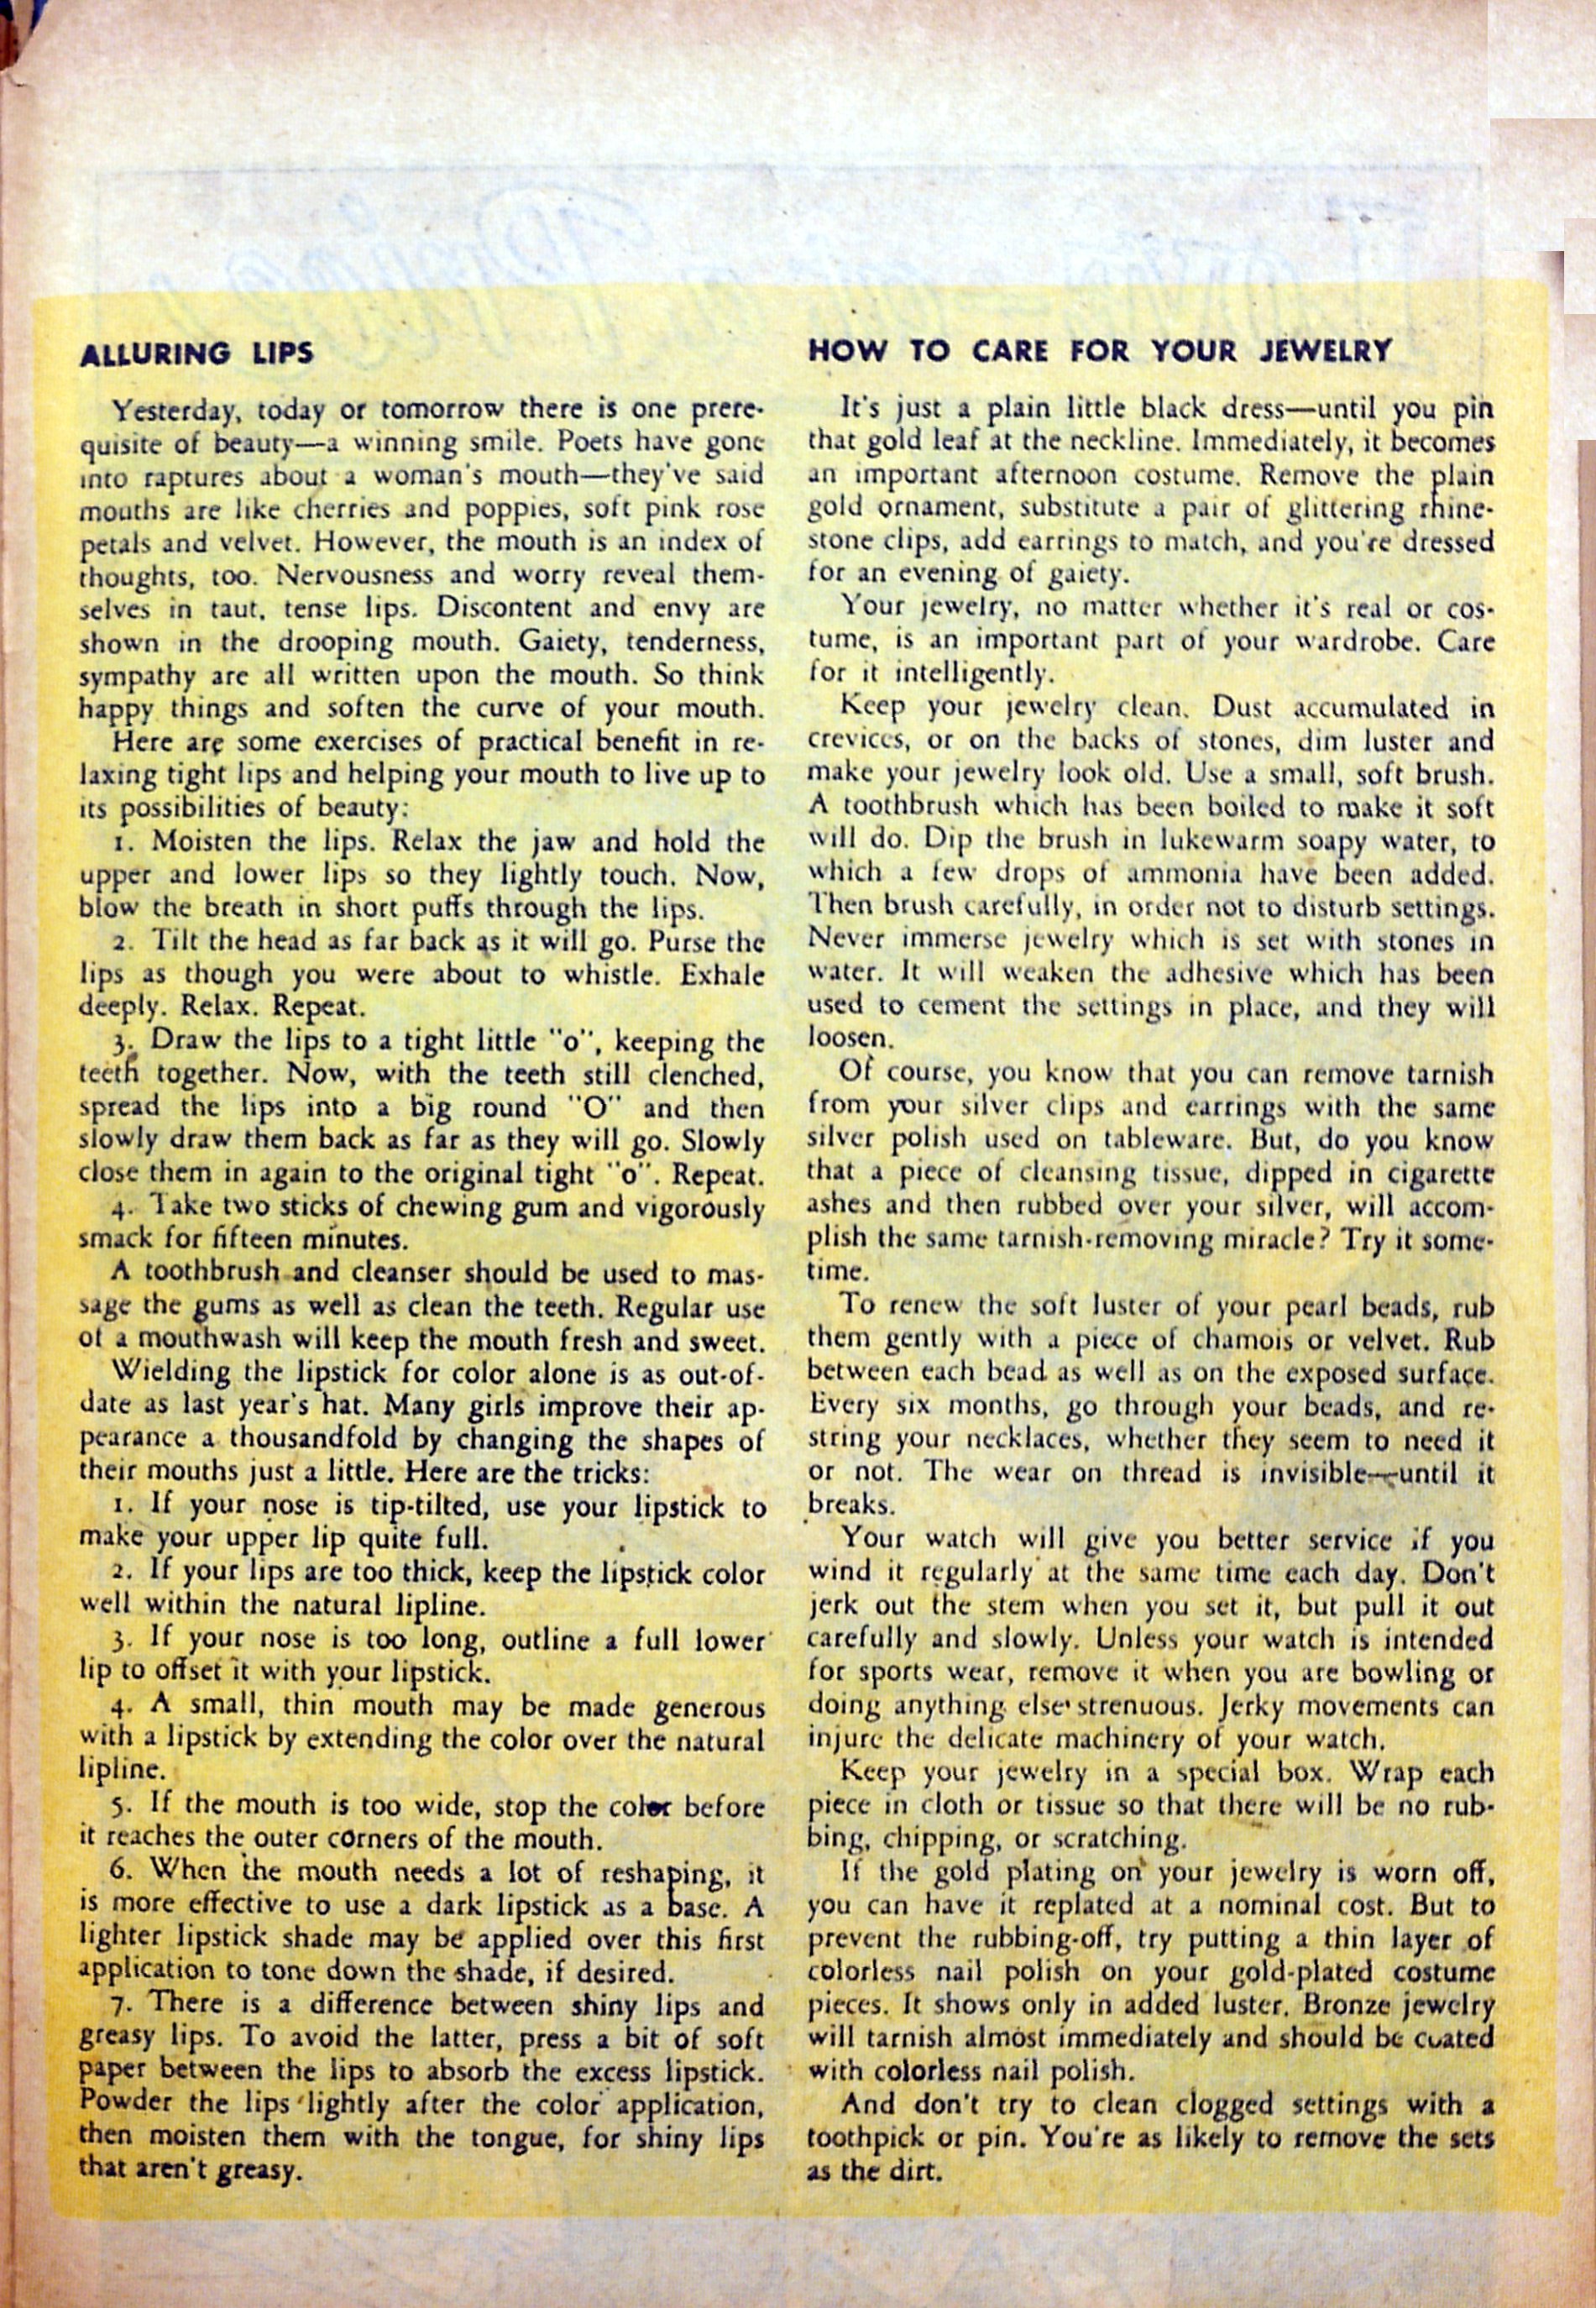 ALLURING LIPS
Yesterday, today or tomorrow there is one prere-
quisite of beauty—a winning smile. Poets have gone
into raptures about a woman's mouth—they've said
mouths are like cherries and poppies, soft pink rose
petals and velvet. However, the mouth is an index of
thoughts, too. Nervousness and worry reveal them-
selves in taut, tense lips. Discontent and envy are
shown in the drooping mouth. Gaiety, tenderness,
sympathy are all written upon the mouth. So think
happy things and soften the curve of your mouth.
Here are some exercises of practical benefit in re-
laxing tight lips and helping your mouth to live up to
its possibilities of beauty:
1. Moisten the lips. Relax the jaw and hold the
upper and lower lips so they lightly touch. Now,
blow the breath in short puffs through the lips.
2. Tilt the head as far back as it will go. Purse the
lips as though you were about to whistle. Exhale
deeply. Relax. Repeat.
3. Draw the lips to a tight little "o", keeping the
teeth together. Now, with the teeth still clenched,
spread the lips into a big round "O" and then
slowly draw them back as far as they will go. Slowly
close them in again to the original tight "o". Repeat.
4. Take two sticks of chewing gum and vigorously
smack for fifteen minutes.
A toothbrush and cleanser should be used to mas-
sage the gums as well as clean the teeth. Regular use
of a mouthwash will keep the mouth fresh and sweet.
Wielding the lipstick for color alone is as out-of-
date as last year's hat. Many girls improve their ap-
pearance a thousandfold by changing the shapes of
their mouths just a little. Here are the tricks:
1. If your nose is tip-tilted, use your lipstick to
make your upper lip quite full.
2. If your lips are too thick, keep the lipstick color
well within the natural lipline.
3. If your nose is too long, outline a full lower
lip to offset it with your lipstick.
4. A small, thin mouth may be made generous
with a lipstick by extending the color over the natural
lipline.
5. If the mouth is too wide, stop the color before
it reaches the outer corners of the mouth.
6. When the mouth needs a lot of reshaping, it
is more effective to use a dark lipstick as a base. A
lighter lipstick shade may be applied over this first
application to tone down the shade, if desired.
7. There is a difference between shiny lips and
greasy lips. To avoid the latter, press a bit of soft
paper between the lips to absorb the excess lipstick.
Powder the lips lightly after the color application,
then moisten them with the tongue, for shiny lips
that aren't greasy.
HOW TO CARE FOR YOUR JEWELRY
It's just a plain little black dress—until you pin
that gold leaf at the neckline. Immediately, it becomes
an important afternoon costume. Remove the plain
gold ornament, substitute a pair of glittering rhine-
stone clips, add earrings to match, and you're dressed
for an evening of gaiety.
Your jewelry, no matter whether it's real or cos-
tume, is an important part of your wardrobe. Care
for it intelligently.
Keep your jewelry clean. Dust accumulated in
crevices, or on the backs of stones, dim luster and
make your jewelry look old. Use a small, soft brush.
A toothbrush which has been boiled to make it soft
will do. Dip the brush in lukewarm soapy water, to
which a few drops of ammonia have been added.
Then brush carefully, in order not to disturb settings.
Never immerse jewelry which is set with stones in
water. It will weaken the adhesive which has been
used to cement the settings in place, and they will
loosen.
Of course, you know that you can remove tarnish
from your silver clips and earrings with the same
silver polish used on tableware. But, do you know
that a piece of cleansing tissue, dipped in cigarette
ashes and then rubbed over your silver, will accom-
plish the same tarnish-removing miracle? Try it some-
time.
To renew the soft luster of your pearl beads, rub
them gently with a piece of chamois or velvet. Rub
between each bead as well as on the exposed surface.
Every six months, go through your beads, and re-
string your necklaces, whether they seem to need it
or not. The wear on thread is invisible—until it
breaks.
Your watch will give you better service if you
wind it regularly at the same time each day. Don't
jerk out the stem when you set it, but pull it out
carefully and slowly. Unless your watch is intended
for sports wear, remove it when you are bowling or
doing anything else strenuous. Jerky movements can
injure the delicate machinery of your watch.
Keep your jewelry in a special box. Wrap each
piece in cloth or tissue so that there will be no rub-
bing, chipping, or scratching.
If the gold plating on your jewelry is worn off,
you can have it replated at a nominal cost. But to
prevent the rubbing-off, try putting a thin layer of
colorless nail polish on your gold-plated costume
pieces. It shows only in added luster. Bronze jewelry
will tarnish almost immediately and should be coated
with colorless nail polish.
And don't try to clean clogged settings with a
toothpick or pin. You're as likely to remove the sets
as the dirt.